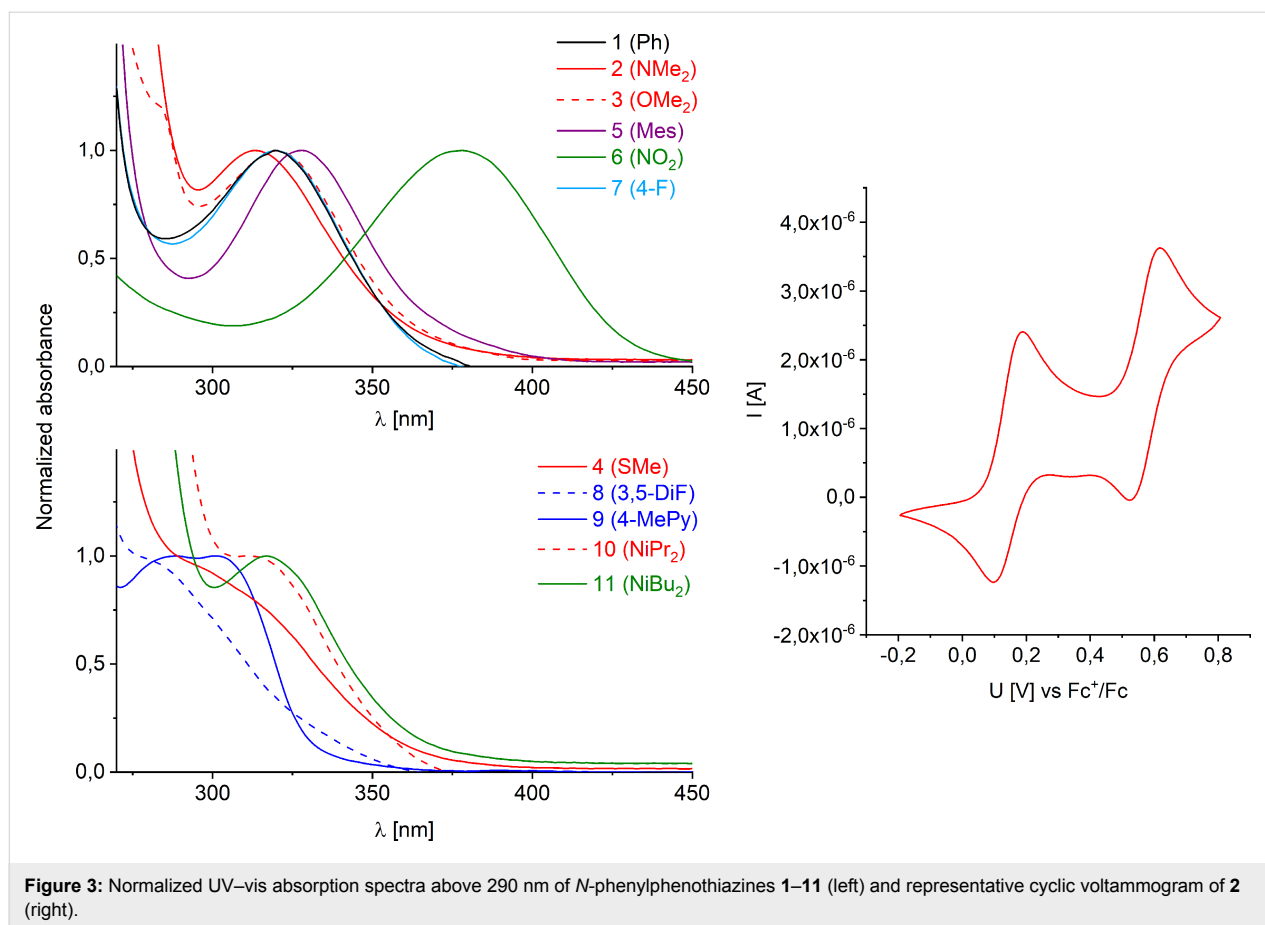 1 (Ph)
2 (NMe₂)
3 (OMe₂)
5 (Mes)
6 (NO₂)
7 (4-F)
1,0
0,5
0,0
300
350
400
450
λ [nm]
Normalized absorbance
4 (SMe)
8 (3,5-DiF)
9 (4-MePy)
10 (NiPr₂)
11 (NiBu₂)
1,0
0,5
0,0
300
350
400
450
λ [nm]
4,0x10⁻⁶
3,0x10⁻⁶
2,0x10⁻⁶
1,0x10⁻⁶
0,0
-1,0x10⁻⁶
-2,0x10⁻⁶
I [A]
-0,2
0,0
0,2
0,4
0,6
0,8
U [V] vs Fc⁺/Fc
Figure 3: Normalized UV–vis absorption spectra above 290 nm of N-phenylphenothiazines 1–11 (left) and representative cyclic voltammogram of 2
(right).